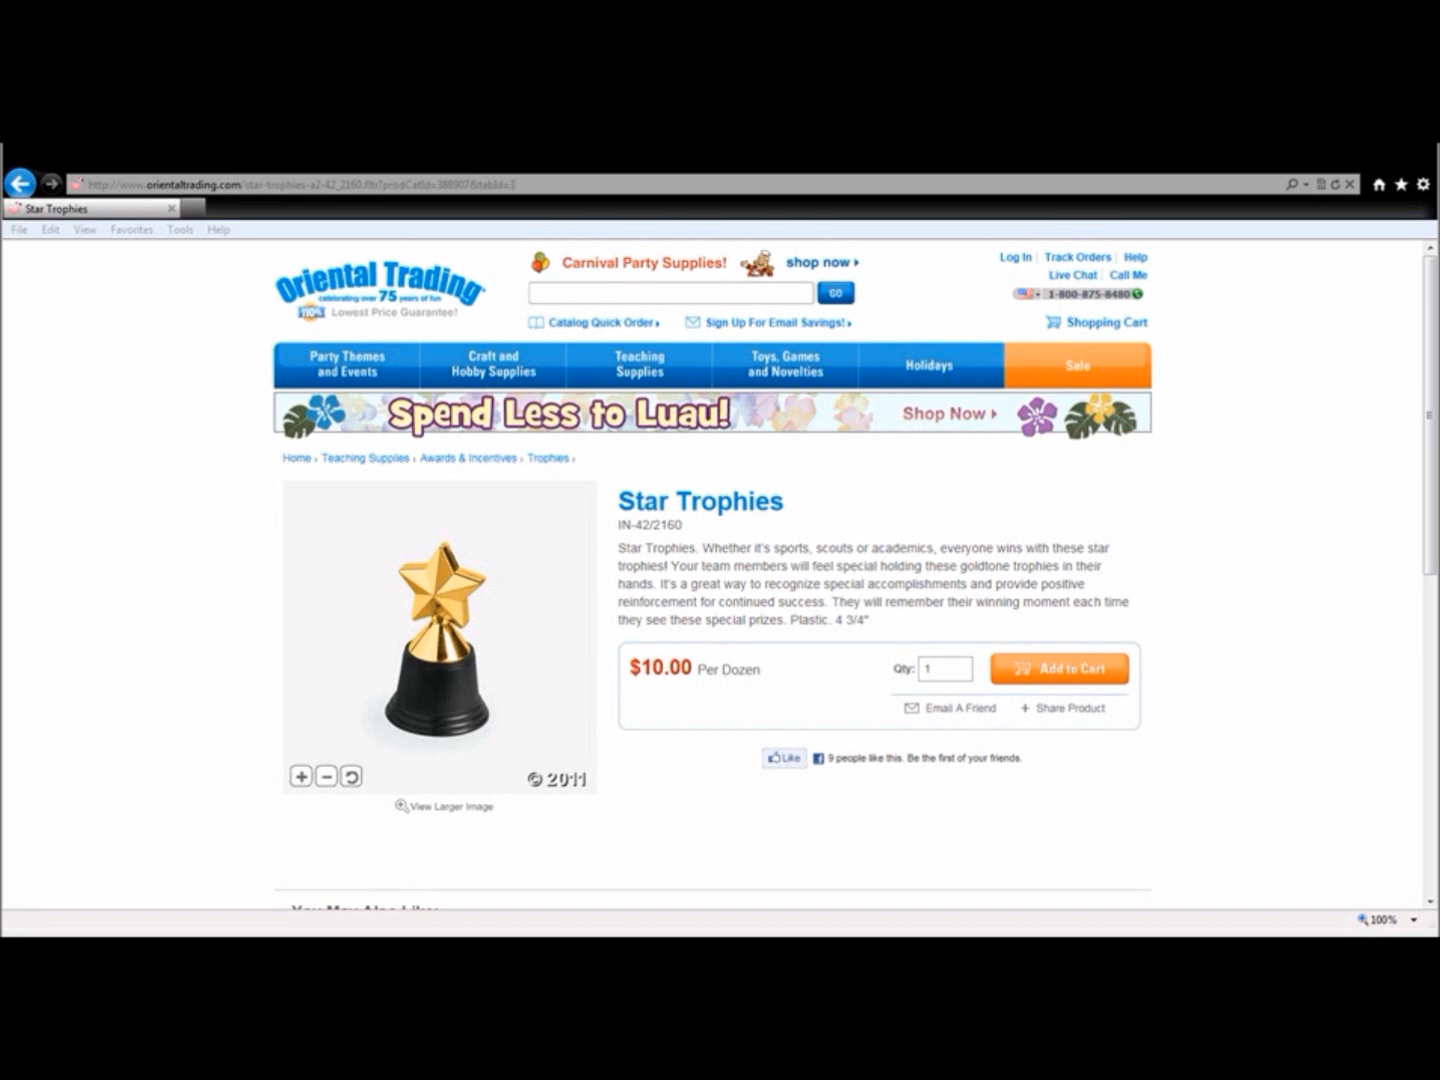 http://www.orientaltrading.com/star-trophies-a2-42_2160.fltr?prodCatId=388907&tabId=3
Star Trophies
File Edit View Favorites Tools Help
Oriental Trading
celebrating over 75 years of fun
110% Lowest Price Guarantee!
Carnival Party Supplies! shop now
GO
Catalog Quick Order
Sign Up For Email Savings!
Log In Track Orders Help
Live Chat Call Me
1-800-875-8480
Shopping Cart
Party Themes and Events
Craft and Hobby Supplies
Teaching Supplies
Toys, Games and Novelties
Holidays
Sale
Spend Less to Luau! Shop Now
Home › Teaching Supplies › Awards & Incentives › Trophies ›
Star Trophies
IN-42/2160
Star Trophies. Whether it's sports, scouts or academics, everyone wins with these star
trophies! Your team members will feel special holding these goldtone trophies in their
hands. It's a great way to recognize special accomplishments and provide positive
reinforcement for continued success. They will remember their winning moment each time
they see these special prizes. Plastic. 4 3/4"
$10.00 Per Dozen
Qty: 1
Add to Cart
Email A Friend + Share Product
Like 9 people like this. Be the first of your friends.
© 2011
View Larger Image
You May Also Like:
100%